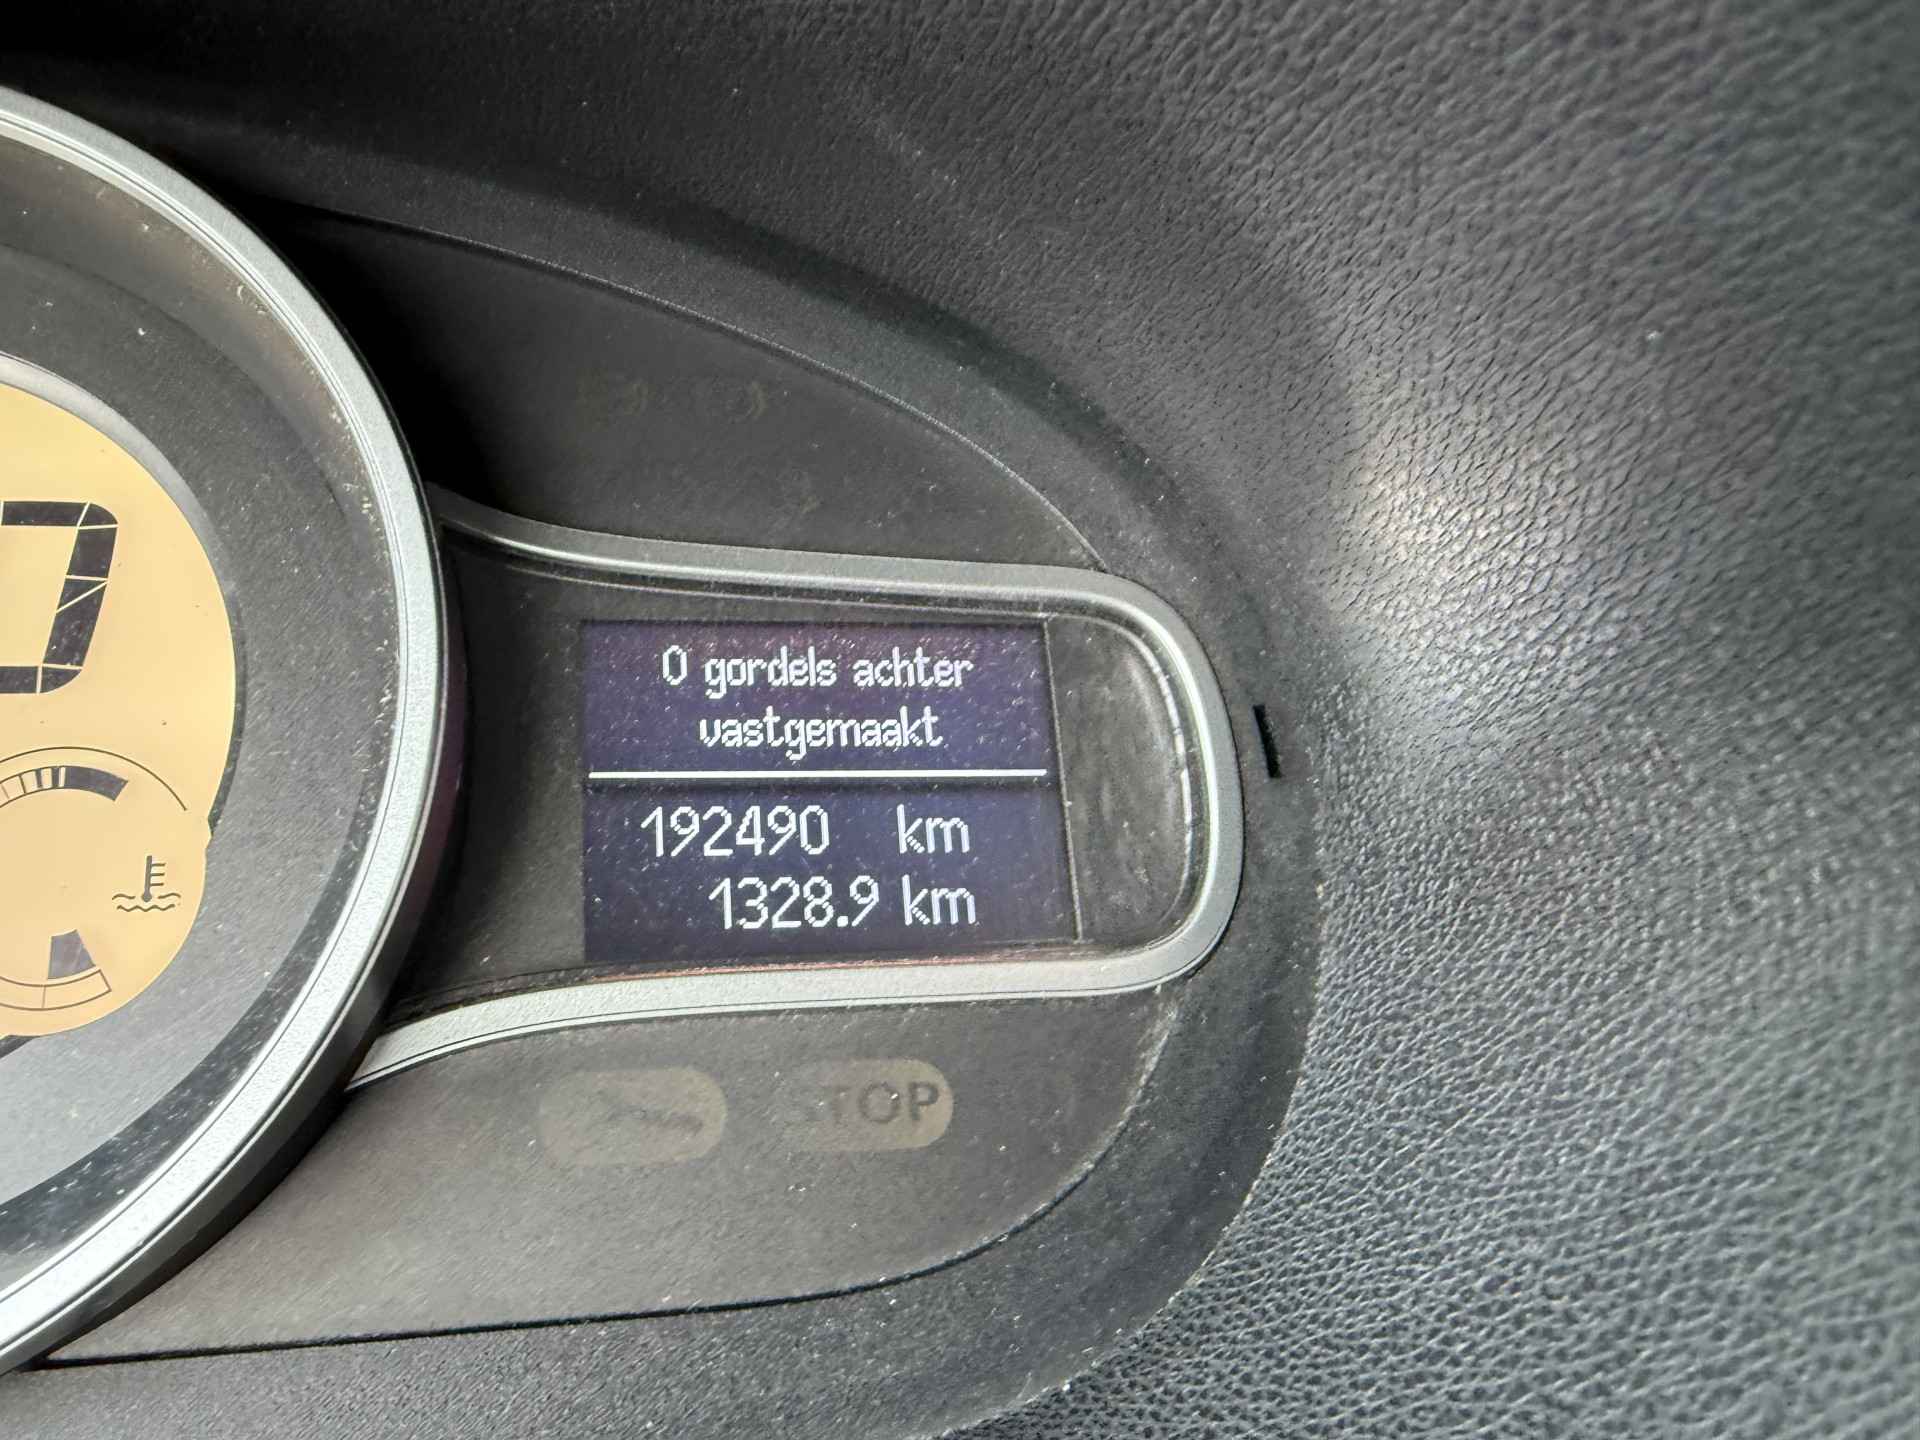 0 gordels achter
vastgemaakt
192490 km
1328.9 km
STOP